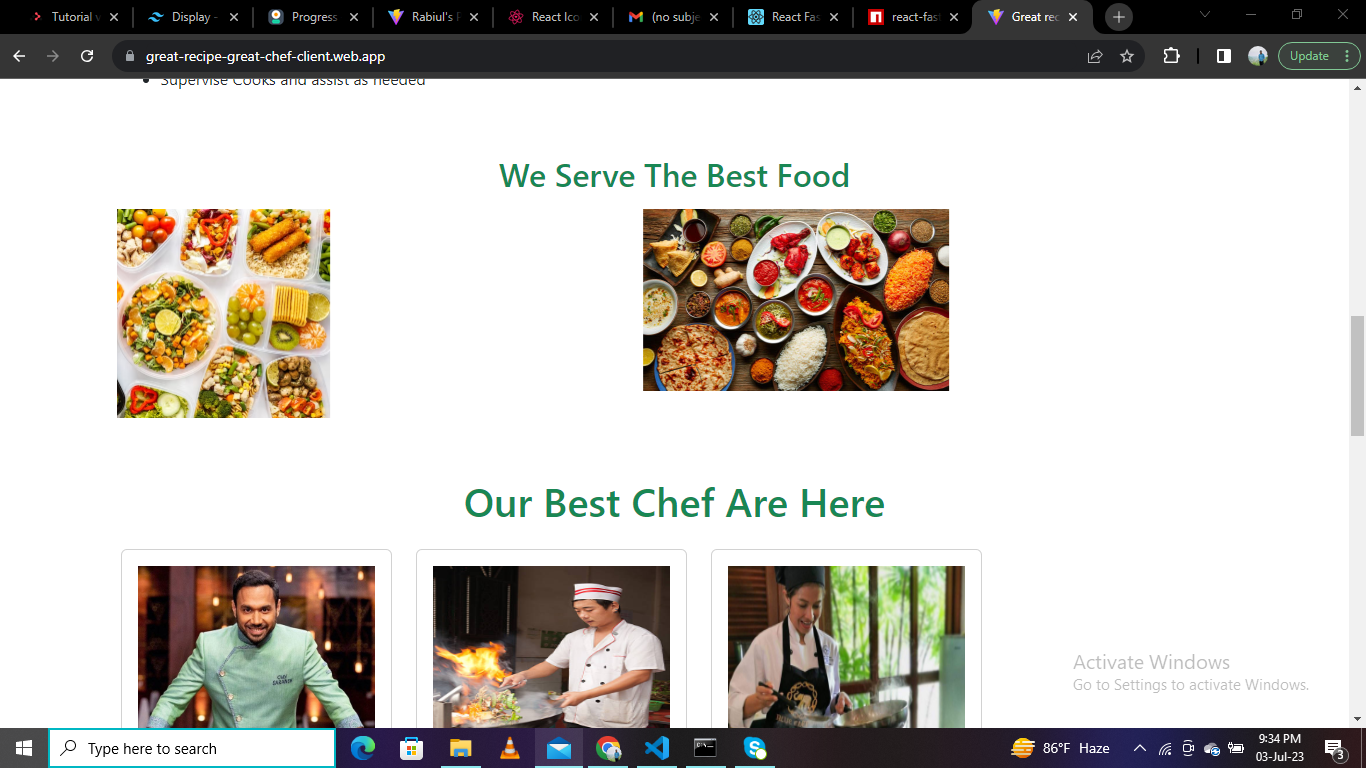 Tutorial v
Display -
Progress
Rabiul's F
React Ico
(no subje
React Fas
react-fast
Great rec
great-recipe-great-chef-client.web.app
Update
Supervise Cooks and assist as needed
We Serve The Best Food
Our Best Chef Are Here
CHEF
Activate Windows
Go to Settings to activate Windows.
Type here to search
86°F Haze
9:34 PM
03-Jul-23
3